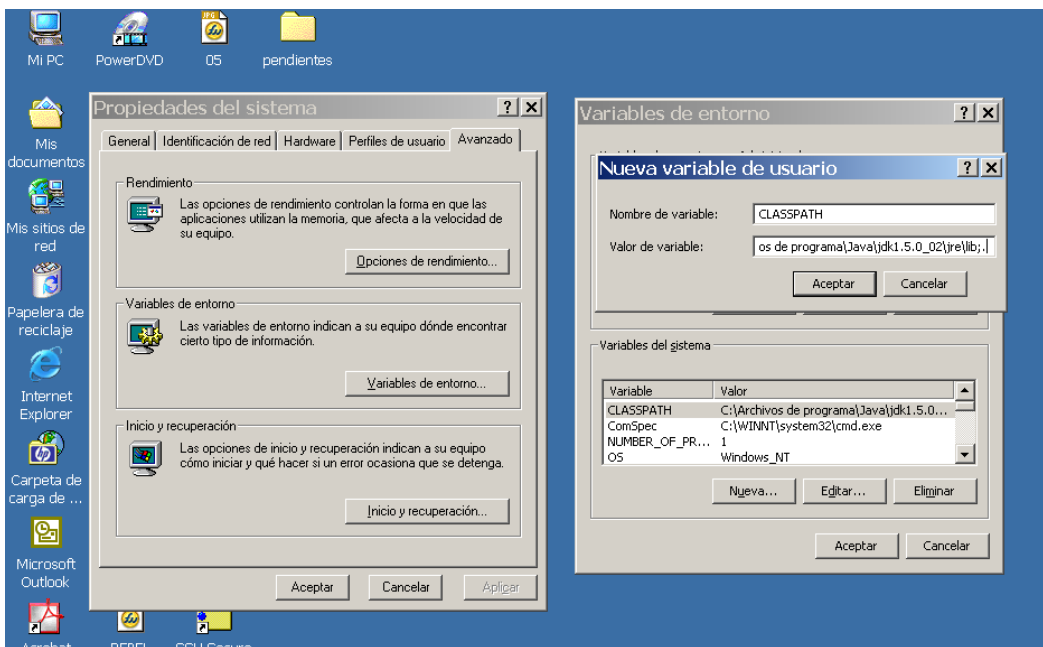 Mi PC
PowerDVD
05
pendientes
Mis
documentos
Mis sitios de
red
Papelera de
reciclaje
Internet
Explorer
Carpeta de
carga de ...
Microsoft
Outlook
Propiedades del sistema
General
Identificación de red
Hardware
Perfiles de usuario
Avanzado
Rendimiento
Las opciones de rendimiento controlan la forma en que las
aplicaciones utilizan la memoria, que afecta a la velocidad de
su equipo.
Opciones de rendimiento...
Variables de entorno
Las variables de entorno indican a su equipo dónde encontrar
cierto tipo de información.
Variables de entorno...
Inicio y recuperación
Las opciones de inicio y recuperación indican a su equipo
cómo iniciar y qué hacer si un error ocasiona que se detenga.
Inicio y recuperación...
Aceptar
Cancelar
Aplicar
Variables de entorno
Nueva variable de usuario
Nombre de variable:
CLASSPATH
Valor de variable:
os de programa\Java\jdk1.5.0_02\jre\lib;.
Aceptar
Cancelar
Variables del sistema
Variable Valor
CLASSPATH C:\Archivos de programa\Java\jdk1.5.0...
ComSpec C:\WINNT\system32\cmd.exe
NUMBER_OF_PR... 1
OS Windows_NT
Nueva...
Editar...
Eliminar
Aceptar
Cancelar